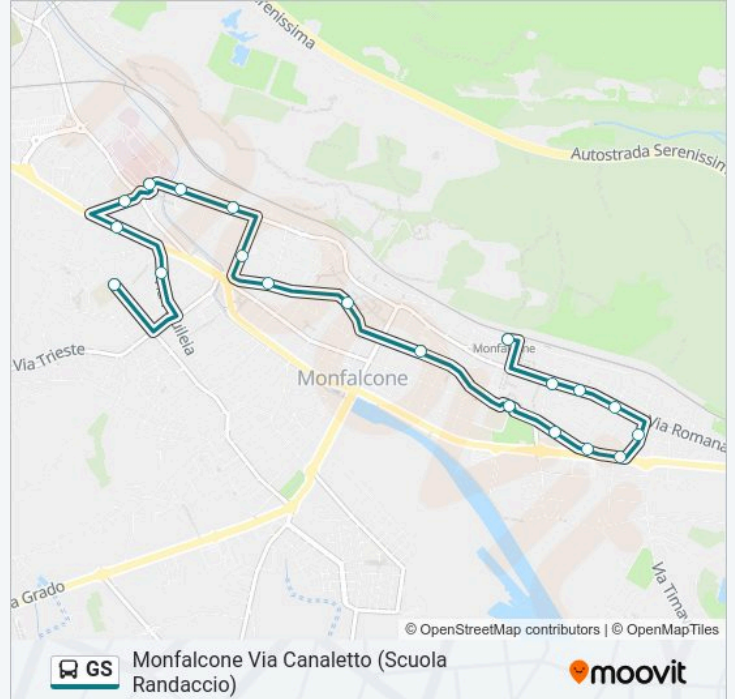 Serenissima
Autostrada Serenissim
uileia
Via Trieste
Monfalcone
Monfalcone
Via Romana
a Grado
Via Timav
© OpenStreetMap contributors | © OpenMapTiles
GS
Monfalcone Via Canaletto (Scuola
Randaccio)
moovit